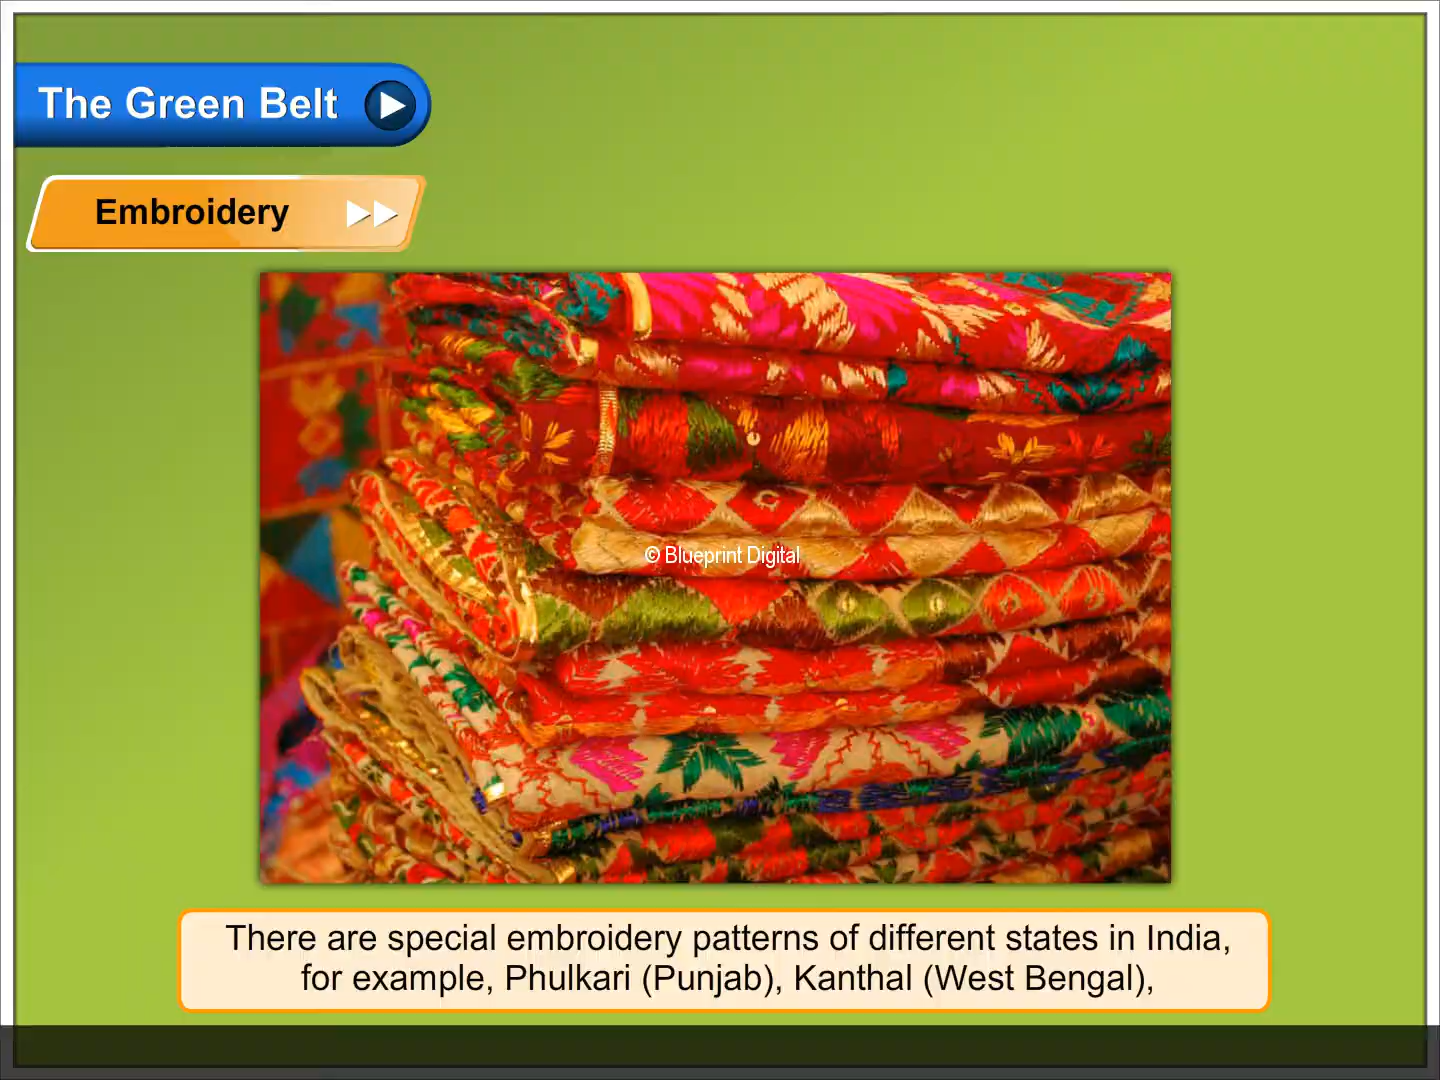 The Green Belt
Embroidery
© Blueprint Digital
There are special embroidery patterns of different states in India,
for example, Phulkari (Punjab), Kanthal (West Bengal),